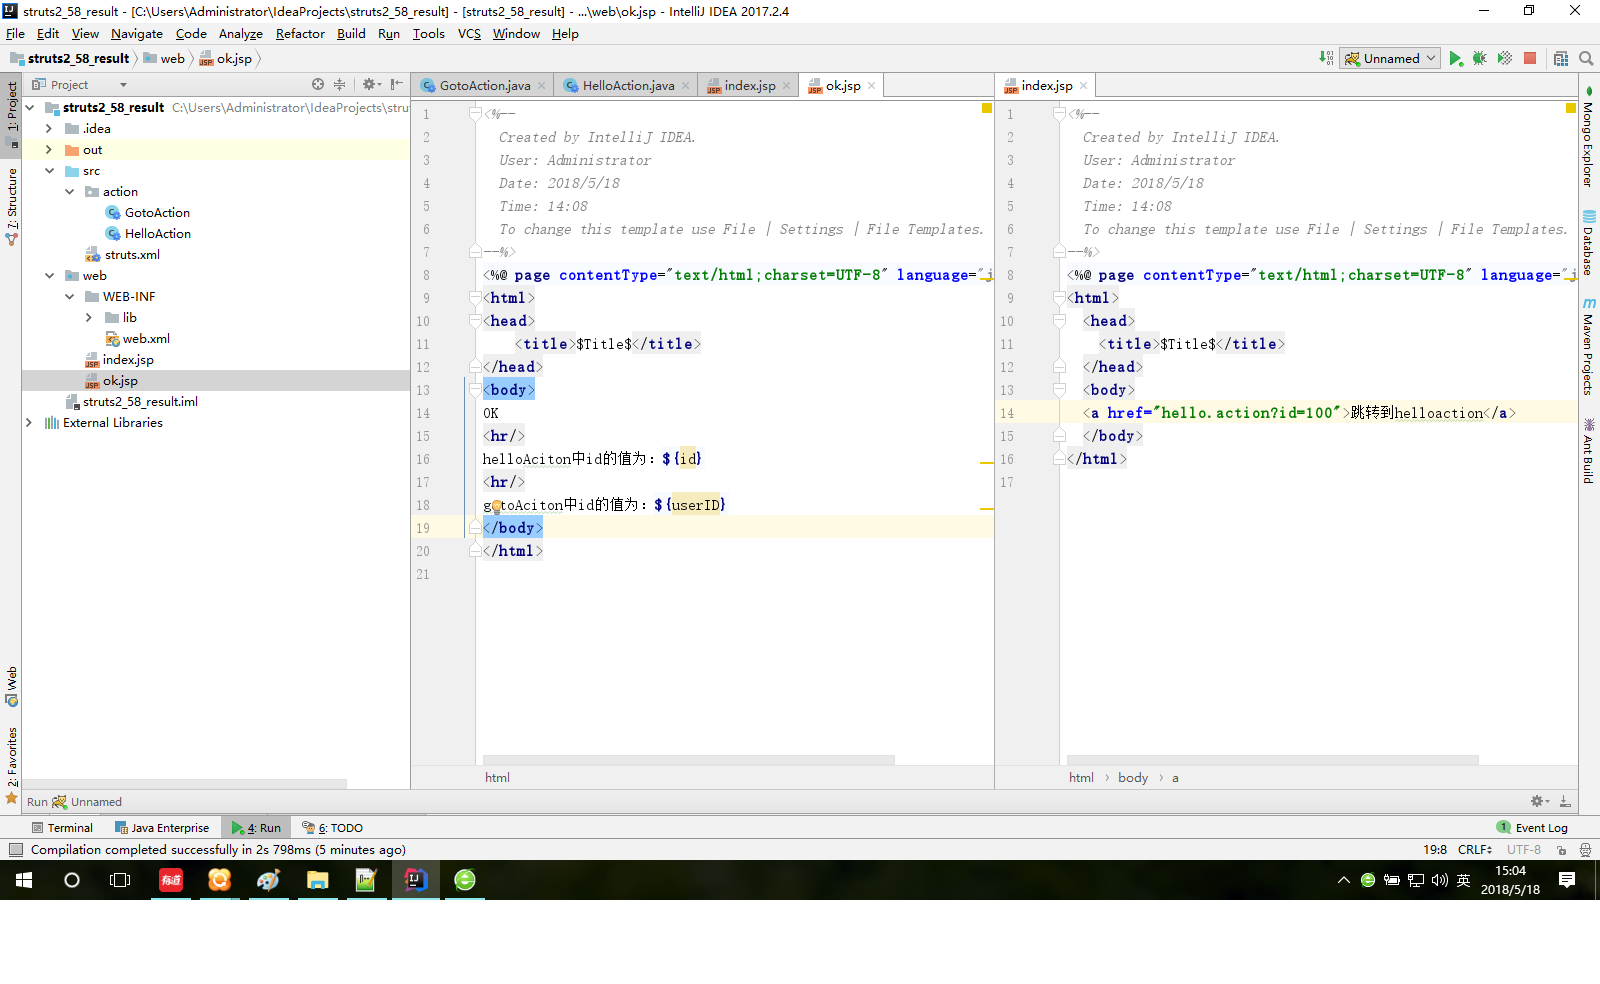 struts2_58_result - [C:\Users\Administrator\IdeaProjects\struts2_58_result] - [struts2_58_result] - ...\web\ok.jsp - IntelliJ IDEA 2017.2.4
File Edit View Navigate Code Analyze Refactor Build Run Tools VCS Window Help
struts2_58_result web ok.jsp
Unnamed
Project
GotoAction.java HelloAction.java index.jsp ok.jsp
index.jsp
struts2_58_result C:\Users\Administrator\IdeaProjects\stru
.idea
out
src
action
GotoAction
HelloAction
struts.xml
web
WEB-INF
lib
web.xml
index.jsp
ok.jsp
struts2_58_result.iml
External Libraries
1: Project
7: Structure
Web
2: Favorites
1 <%--
2 Created by IntelliJ IDEA.
3 User: Administrator
4 Date: 2018/5/18
5 Time: 14:08
6 To change this template use File | Settings | File Templates.
7 --%>
8 <%@ page contentType="text/html;charset=UTF-8" language="j
9 <html>
10 <head>
11 <title>$Title$</title>
12 </head>
13 <body>
14 OK
15 <hr/>
16 helloAciton中id的值为：${id}
17 <hr/>
18 gotoAciton中id的值为：${userID}
19 </body>
20 </html>
21
html
1 <%--
2 Created by IntelliJ IDEA.
3 User: Administrator
4 Date: 2018/5/18
5 Time: 14:08
6 To change this template use File | Settings | File Templates.
7 --%>
8 <%@ page contentType="text/html;charset=UTF-8" language="j
9 <html>
10 <head>
11 <title>$Title$</title>
12 </head>
13 <body>
14 <a href="hello.action?id=100">跳转到helloaction</a>
15 </body>
16 </html>
17
html › body › a
Mongo Explorer
Database
Maven Projects
Ant Build
Run Unnamed
Terminal Java Enterprise 4: Run 6: TODO
1 Event Log
Compilation completed successfully in 2s 798ms (5 minutes ago)
19:8 CRLF UTF-8
有道
英
15:04
2018/5/18